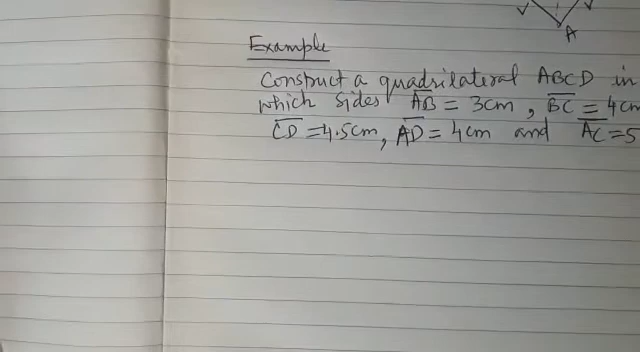 A
Example
Construct a quadrilateral ABCD in
which sides AB = 3cm, BC = 4cm
CD = 4.5cm, AD = 4cm and AC = 5